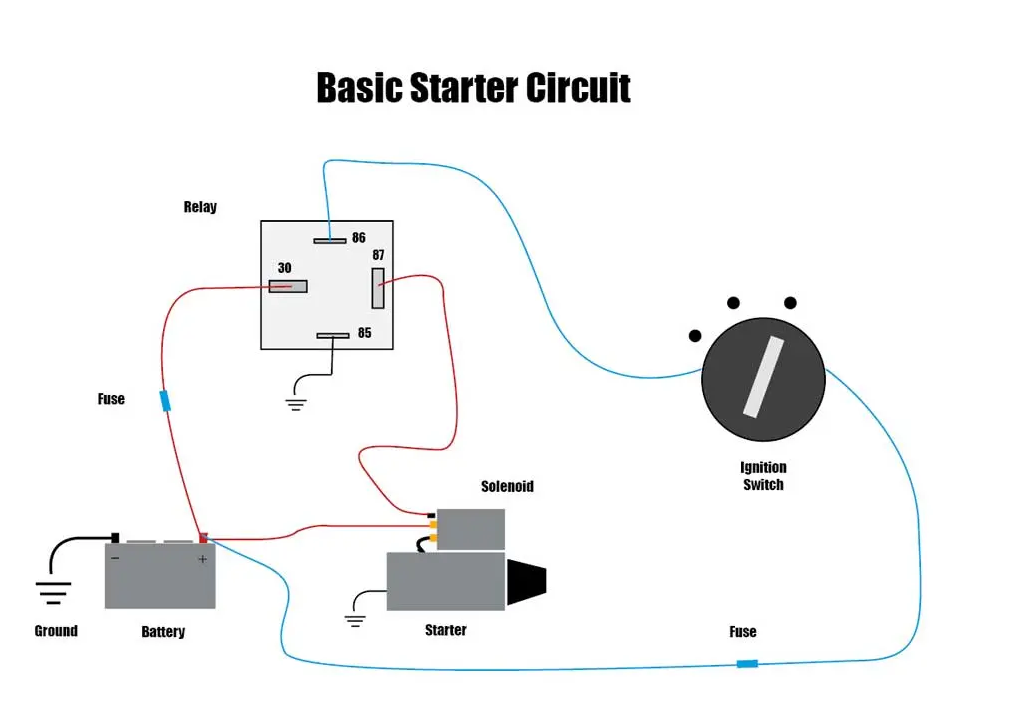 Basic Starter Circuit
Relay
86
87
30
85
Fuse
Ignition
Switch
Solenoid
−
+
Ground
Battery
Starter
Fuse